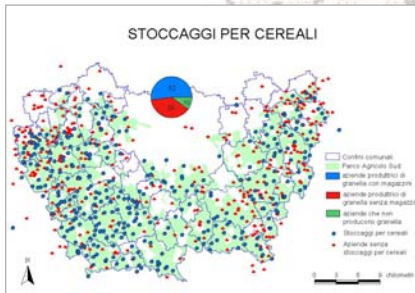 STOCCAGGI PER CEREALI
Confini comunali
Parco Agricolo Sud
aziende produttrici di
granella con magazzini
aziende produttrici di
granella senza magazzini
aziende che non
producono granella
Stoccaggi per cereali
Aziende senza
stoccaggi per cereali
chilometri